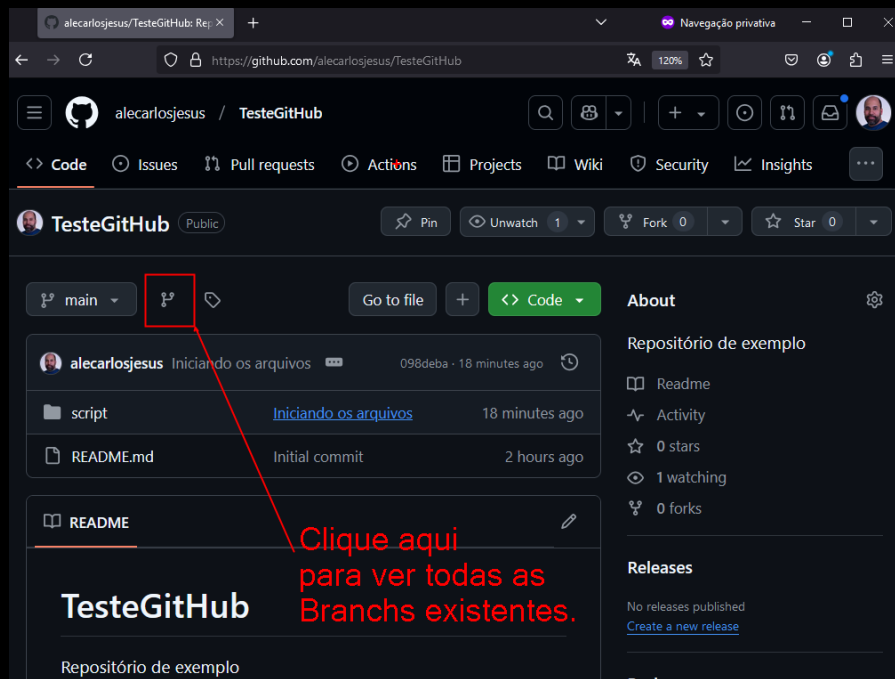 alecarlosjesus/TesteGitHub: Rep
Navegação privativa
https://github.com/alecarlosjesus/TesteGitHub
120%
alecarlosjesus / TesteGitHub
Code Issues Pull requests Actions Projects Wiki Security Insights
TesteGitHub Public
Pin Unwatch 1 Fork 0 Star 0
main Go to file Code
About
Repositório de exemplo
alecarlosjesus Iniciando os arquivos 098deba · 18 minutes ago
script Iniciando os arquivos 18 minutes ago
README.md Initial commit 2 hours ago
Readme
Activity
0 stars
1 watching
0 forks
README
Clique aqui
para ver todas as
Branchs existentes.
TesteGitHub
Repositório de exemplo
Releases
No releases published
Create a new release